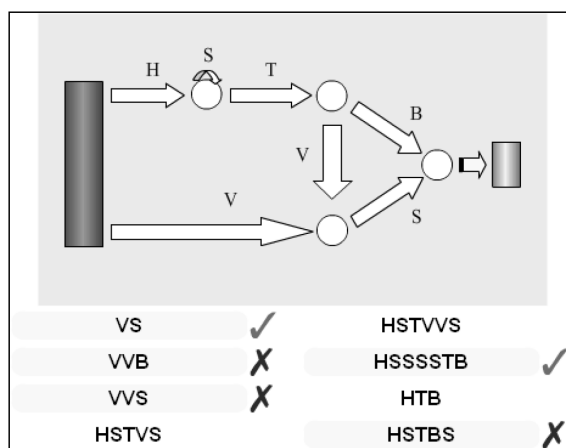 S
H
T
B
V
V
S
VS ✓
HSTVVS
VVB ✗
HSSSSTB ✓
VVS ✗
HTB
HSTVS
HSTBS ✗